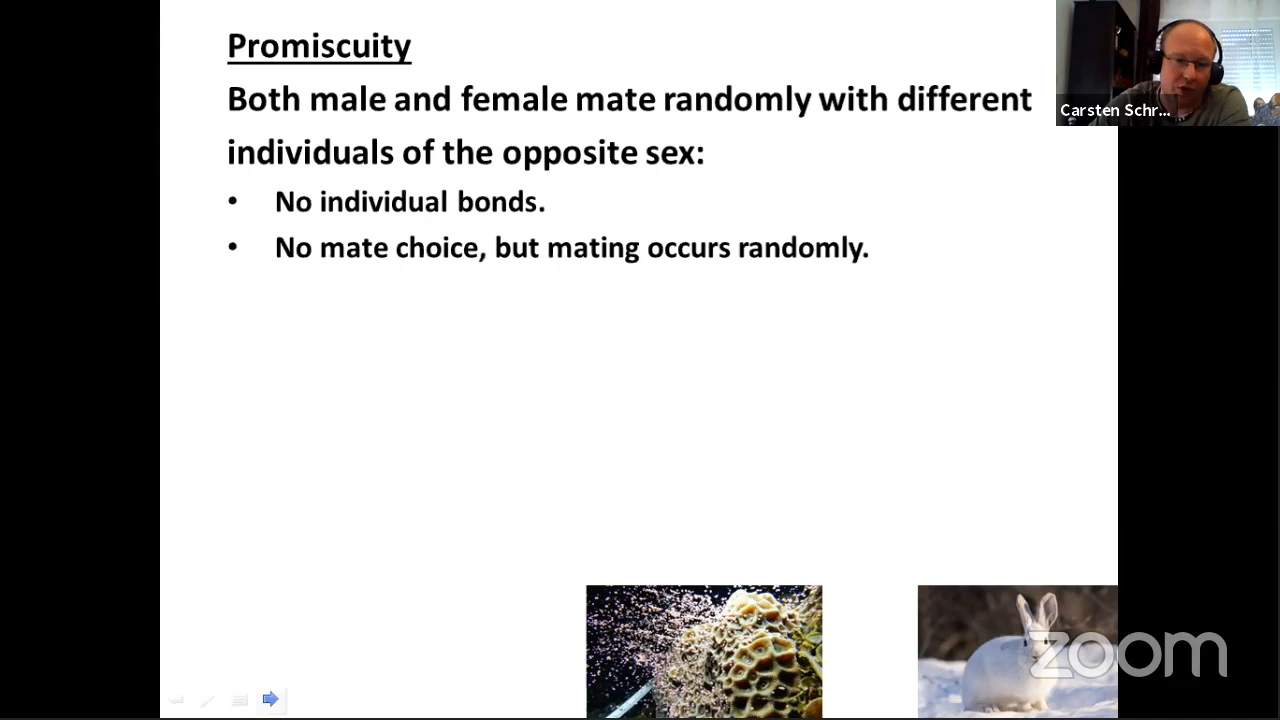 Promiscuity
Both male and female mate randomly with different
individuals of the opposite sex:
• No individual bonds.
• No mate choice, but mating occurs randomly.
Carsten Schr...
zoom